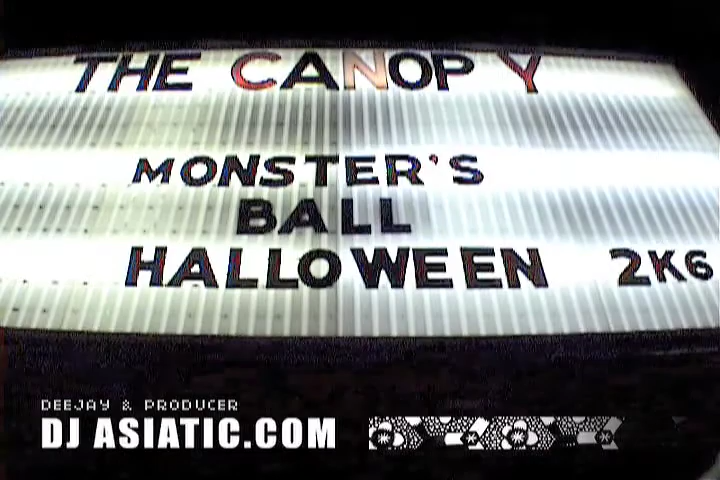 THE CANOPY
MONSTER'S
BALL
HALLOWEEN 2K6
DEEJAY & PRODUCER
DJ ASIATIC.COM